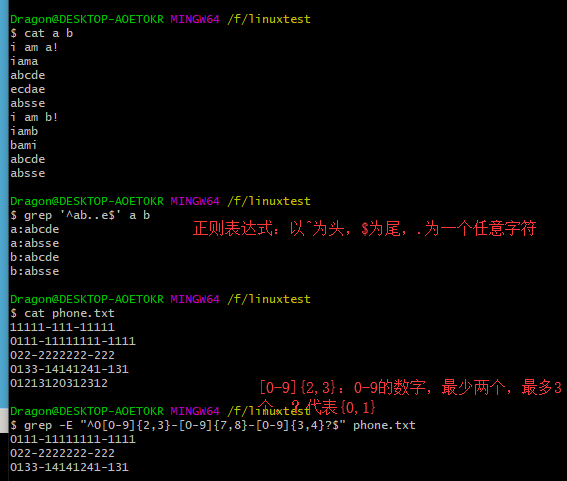 Dragon@DESKTOP-AOETOKR MINGW64 /f/linuxtest
$ cat a b
i am a!
iama
abcde
ecdae
absse
i am b!
iamb
bami
abcde
absse
Dragon@DESKTOP-AOETOKR MINGW64 /f/linuxtest
$ grep '^ab..e$' a b
a:abcde
a:absse
b:abcde
b:absse
正则表达式：以^为头，$为尾，.为一个任意字符
Dragon@DESKTOP-AOETOKR MINGW64 /f/linuxtest
$ cat phone.txt
11111-111-11111
0111-11111111-1111
022-2222222-222
0133-14141241-131
01213120312312
[0-9]{2,3}：0-9的数字，最少两个，最多3
个，？代表{0,1}
Dragon@DESKTOP-AOETOKR MINGW64 /f/linuxtest
$ grep -E "^0[0-9]{2,3}-[0-9]{7,8}-[0-9]{3,4}?$" phone.txt
0111-11111111-1111
022-2222222-222
0133-14141241-131